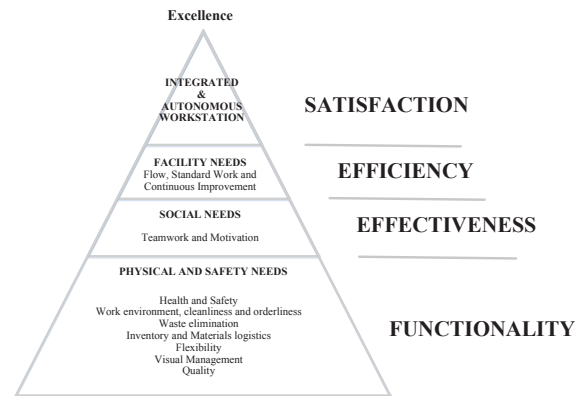 Excellence
INTEGRATED
&
AUTONOMOUS
WORKSTATION
SATISFACTION
FACILITY NEEDS
Flow, Standard Work and
Continuous Improvement
EFFICIENCY
SOCIAL NEEDS
Teamwork and Motivation
EFFECTIVENESS
PHYSICAL AND SAFETY NEEDS
Health and Safety
Work environment, cleanliness and orderliness
Waste elimination
Inventory and Materials logistics
Flexibility
Visual Management
Quality
FUNCTIONALITY